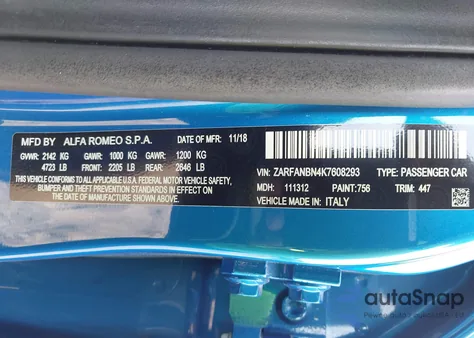 MFD BY: ALFA ROMEO S.P.A. DATE OF MFR: 11/18
GVWR: 2142 KG GAWR: 1000 KG GAWR: 1200 KG
4723 LB FRONT: 2205 LB REAR: 2646 LB
THIS VEHICLE CONFORMS TO ALL APPLICABLE U.S.A. FEDERAL MOTOR VEHICLE SAFETY,
BUMPER AND THEFT PREVENTION STANDARDS IN EFFECT ON
THE DATE OF MANUFACTURE SHOWN ABOVE.
VIN: ZARFANBN4K7608293 TYPE: PASSENGER CAR
MDH: 111312 PAINT: 756 TRIM: 447
VEHICLE MADE IN: ITALY
autoSnap